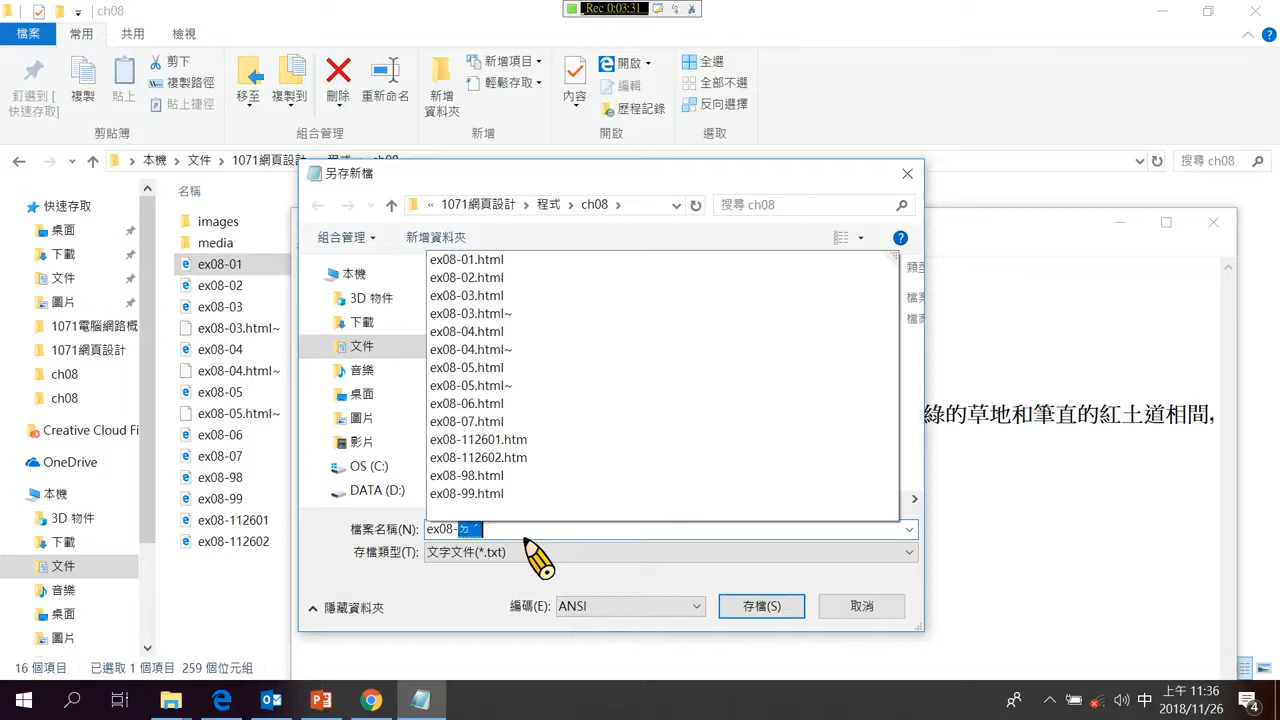 ch08
Rec 0:03:31
檔案 常用 共用 檢視
釘選到 [
快速存取]
複製
貼上
剪下
複製路徑
貼上捷徑
剪貼簿
移至
複製到
刪除
重新命名
組合管理
新增
資料夾
新增項目
輕鬆存取
新增
內容
開啟
編輯
歷程記錄
開啟
全選
全部不選
反向選擇
選取
本機 文件 1071網頁設計 程式 ch08
搜尋 ch08
快速存取
桌面
下載
文件
圖片
1071電腦網路概
1071網頁設計
ch08
ch08
Creative Cloud Fi
OneDrive
本機
3D 物件
下載
文件
音樂
桌面
圖片
名稱
images
media
ex08-01
ex08-02
ex08-03
ex08-03.html~
ex08-04
ex08-04.html~
ex08-05
ex08-05.html~
ex08-06
ex08-07
ex08-98
ex08-99
ex08-112601
ex08-112602
另存新檔
« 1071網頁設計 程式 ch08
搜尋 ch08
組合管理 新增資料夾
本機
3D 物件
下載
文件
音樂
桌面
圖片
影片
OS (C:)
DATA (D:)
ex08-01.html
ex08-02.html
ex08-03.html
ex08-03.html~
ex08-04.html
ex08-04.html~
ex08-05.html
ex08-05.html~
ex08-06.html
ex08-07.html
ex08-112601.htm
ex08-112602.htm
ex08-98.html
ex08-99.html
類型
檔案
檔案
檔案名稱(N): ex08-ㄉˊ
存檔類型(T): 文字文件(*.txt)
隱藏資料夾
編碼(E): ANSI
存檔(S)
取消
綠的草地和筆直的紅土道相間,
16 個項目 已選取 1 個項目 259 個位元組
中
上午 11:36
2018/11/26
4